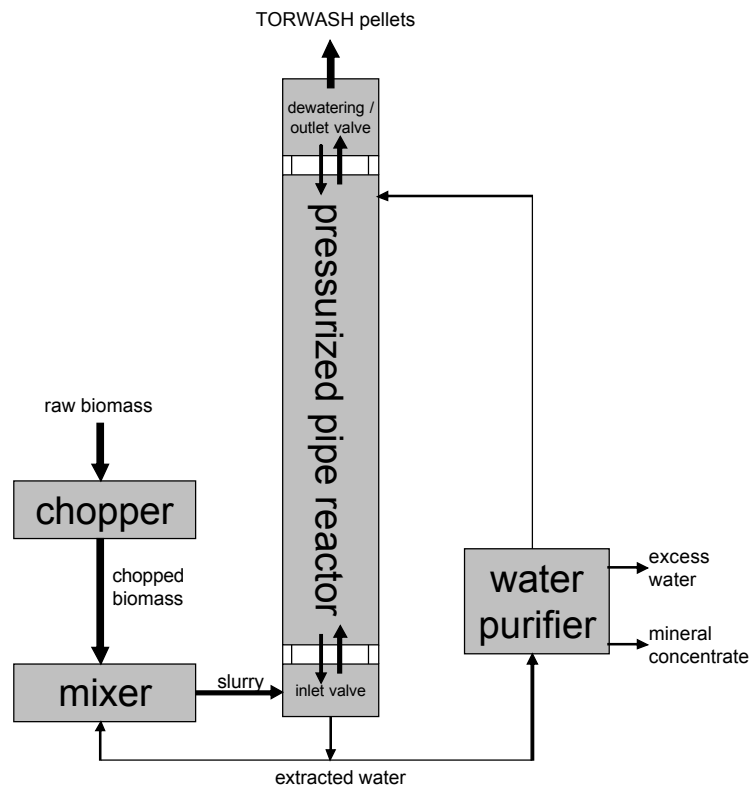 TORWASH pellets
dewatering /
outlet valve
pressurized pipe reactor
raw biomass
chopper
chopped
biomass
mixer
slurry
inlet valve
extracted water
water
purifier
excess
water
mineral
concentrate